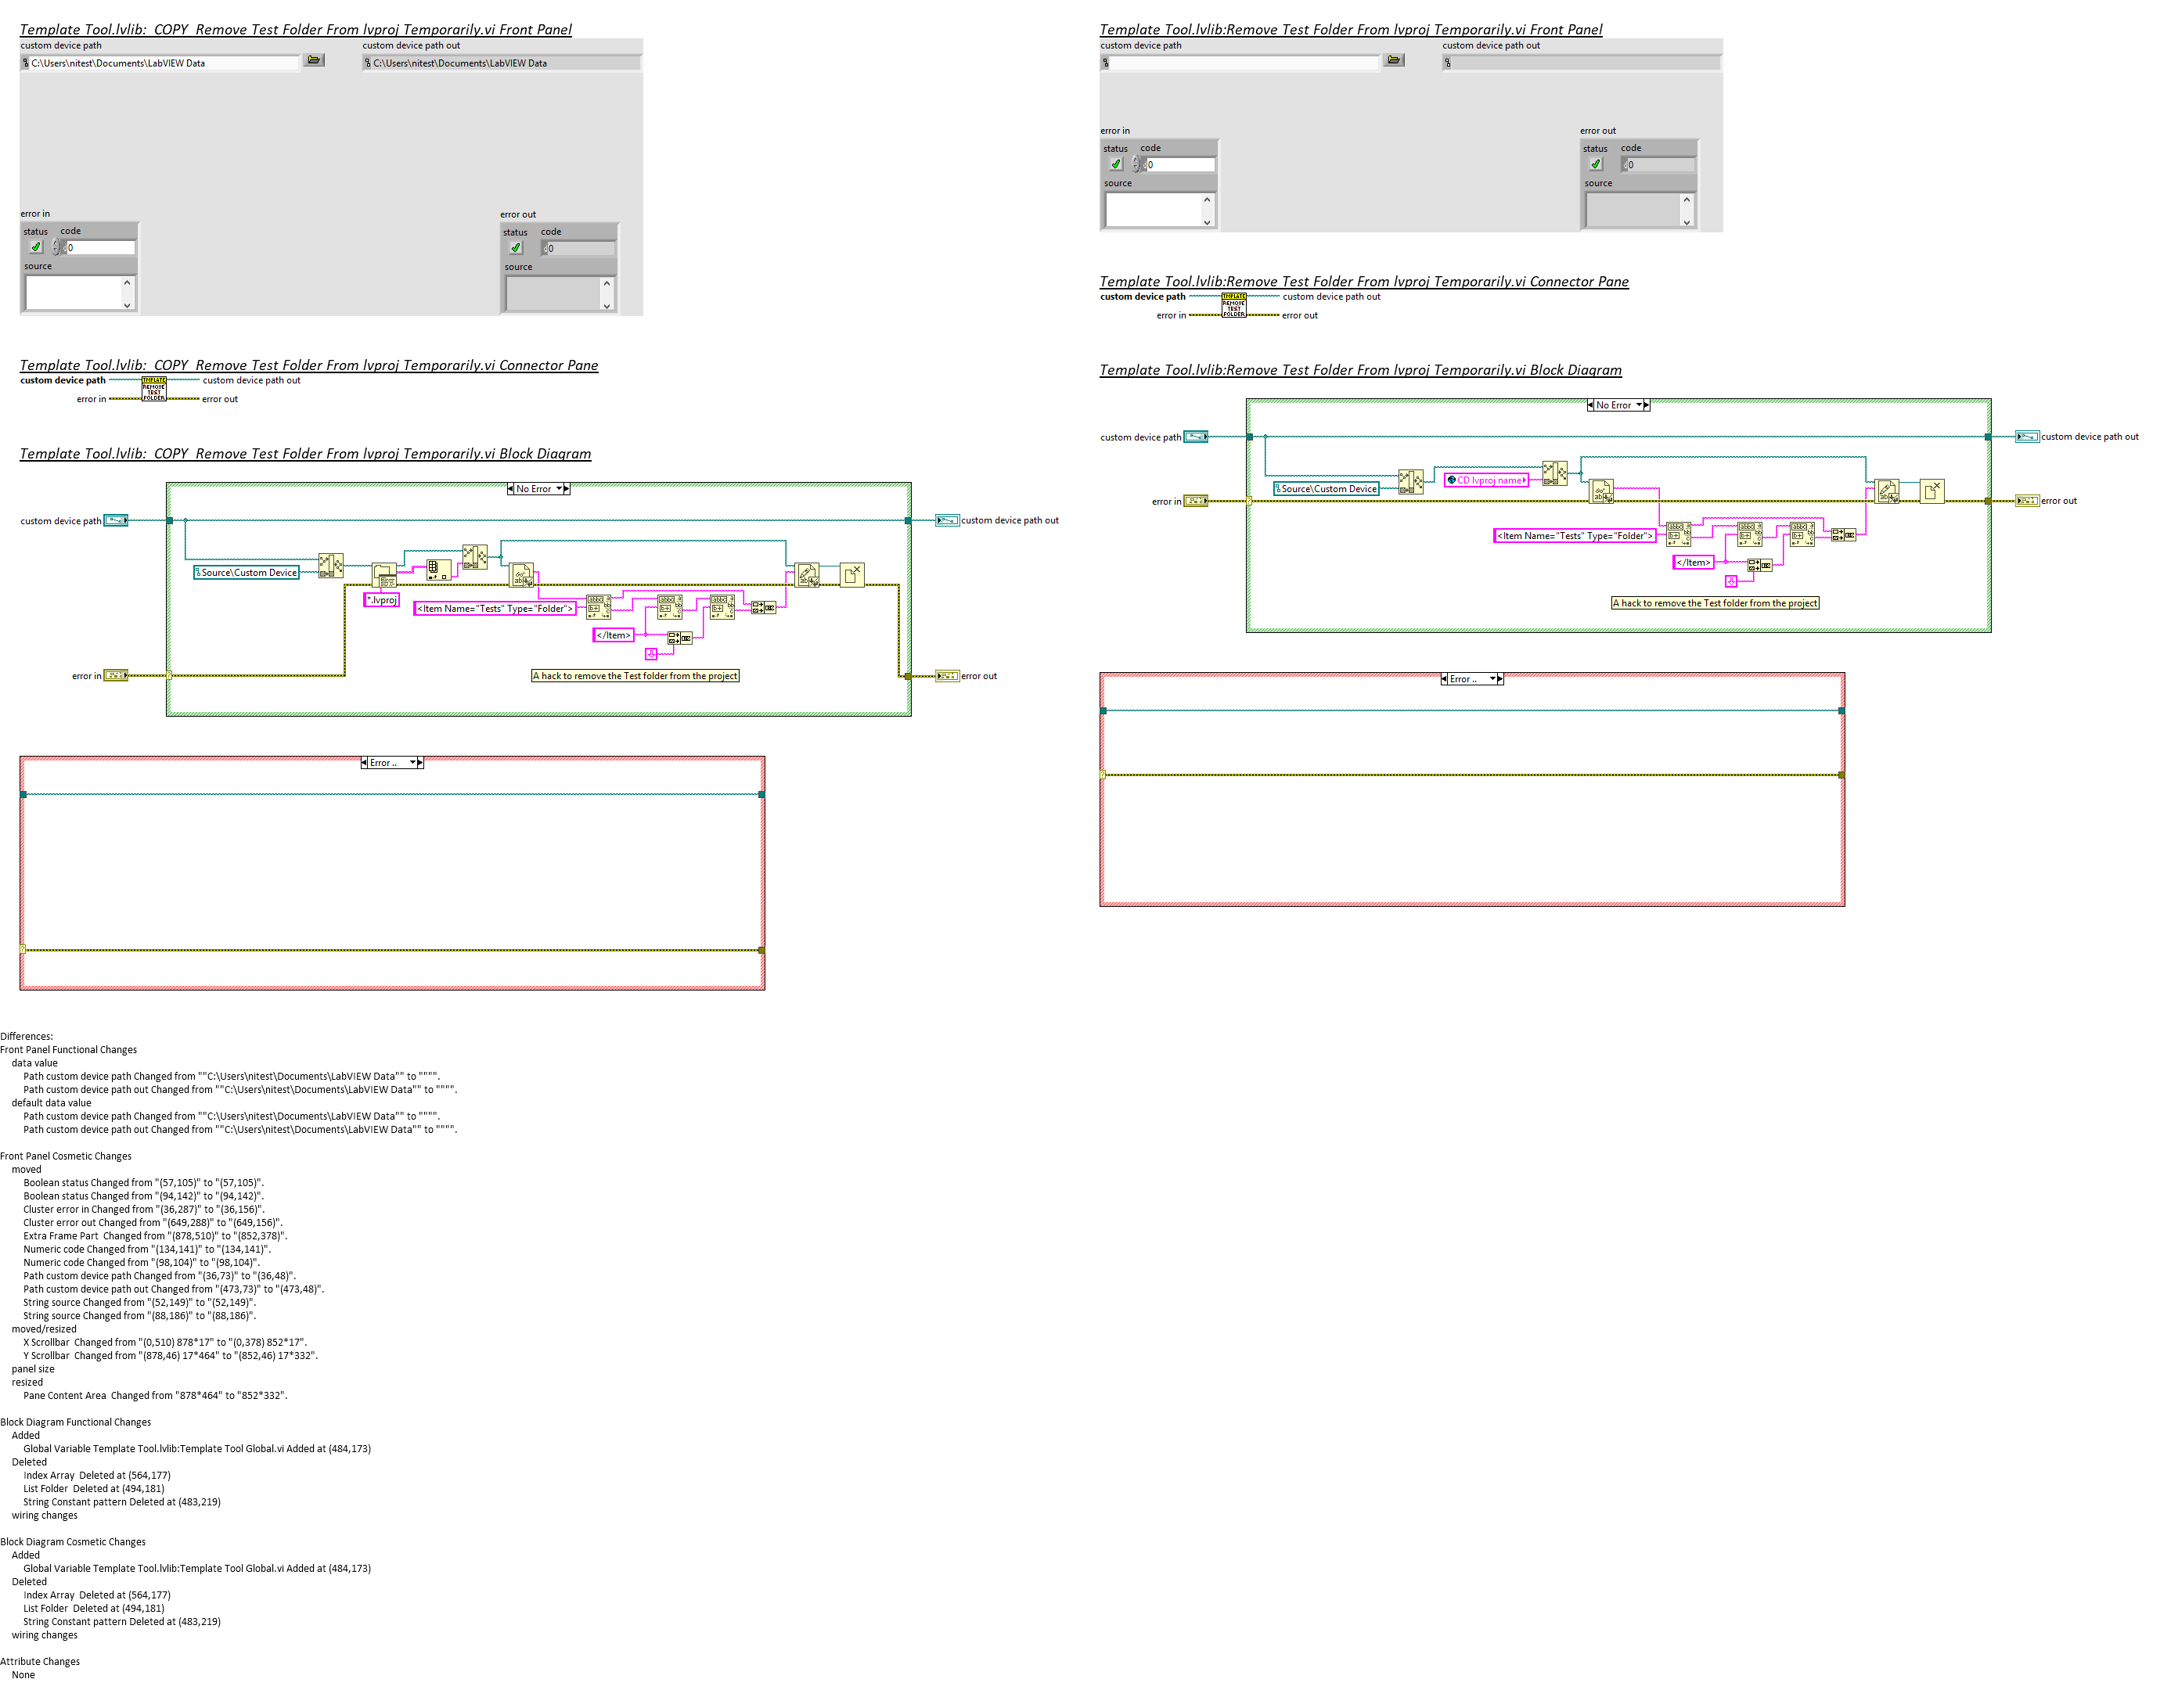 Template Tool.lvlib:  COPY  Remove Test Folder From lvproj Temporarily.vi Front Panel
custom device path
custom device path out
C:\Users\nitest\Documents\LabVIEW Data
C:\Users\nitest\Documents\LabVIEW Data
error in
error out
status
code
status
code
0
0
source
source
Template Tool.lvlib:  COPY  Remove Test Folder From lvproj Temporarily.vi Connector Pane
custom device path
TMPLATE
REMOVE
TEST
FOLDER
custom device path out
error in
error out
Template Tool.lvlib:  COPY  Remove Test Folder From lvproj Temporarily.vi Block Diagram
No Error
custom device path
custom device path out
Source\Custom Device
*.lvproj
<Item Name="Tests" Type="Folder">
</Item>
A hack to remove the Test folder from the project
error in
error out
Error ..
Template Tool.lvlib:Remove Test Folder From lvproj Temporarily.vi Front Panel
custom device path
custom device path out
error in
error out
status
code
status
code
0
0
source
source
Template Tool.lvlib:Remove Test Folder From lvproj Temporarily.vi Connector Pane
custom device path
TMPLATE
REMOVE
TEST
FOLDER
custom device path out
error in
error out
Template Tool.lvlib:Remove Test Folder From lvproj Temporarily.vi Block Diagram
No Error
custom device path
custom device path out
Source\Custom Device
CD lvproj name
error in
error out
<Item Name="Tests" Type="Folder">
</Item>
A hack to remove the Test folder from the project
Error ..
Differences:
Front Panel Functional Changes
data value
Path custom device path Changed from ""C:\Users\nitest\Documents\LabVIEW Data"" to """".
Path custom device path out Changed from ""C:\Users\nitest\Documents\LabVIEW Data"" to """".
default data value
Path custom device path Changed from ""C:\Users\nitest\Documents\LabVIEW Data"" to """".
Path custom device path out Changed from ""C:\Users\nitest\Documents\LabVIEW Data"" to """".
Front Panel Cosmetic Changes
moved
Boolean status Changed from "(57,105)" to "(57,105)".
Boolean status Changed from "(94,142)" to "(94,142)".
Cluster error in Changed from "(36,287)" to "(36,156)".
Cluster error out Changed from "(649,288)" to "(649,156)".
Extra Frame Part  Changed from "(878,510)" to "(852,378)".
Numeric code Changed from "(134,141)" to "(134,141)".
Numeric code Changed from "(98,104)" to "(98,104)".
Path custom device path Changed from "(36,73)" to "(36,48)".
Path custom device path out Changed from "(473,73)" to "(473,48)".
String source Changed from "(52,149)" to "(52,149)".
String source Changed from "(88,186)" to "(88,186)".
moved/resized
X Scrollbar  Changed from "(0,510) 878*17" to "(0,378) 852*17".
Y Scrollbar  Changed from "(878,46) 17*464" to "(852,46) 17*332".
panel size
resized
Pane Content Area  Changed from "878*464" to "852*332".
Block Diagram Functional Changes
Added
Global Variable Template Tool.lvlib:Template Tool Global.vi Added at (484,173)
Deleted
Index Array  Deleted at (564,177)
List Folder  Deleted at (494,181)
String Constant pattern Deleted at (483,219)
wiring changes
Block Diagram Cosmetic Changes
Added
Global Variable Template Tool.lvlib:Template Tool Global.vi Added at (484,173)
Deleted
Index Array  Deleted at (564,177)
List Folder  Deleted at (494,181)
String Constant pattern Deleted at (483,219)
wiring changes
Attribute Changes
None